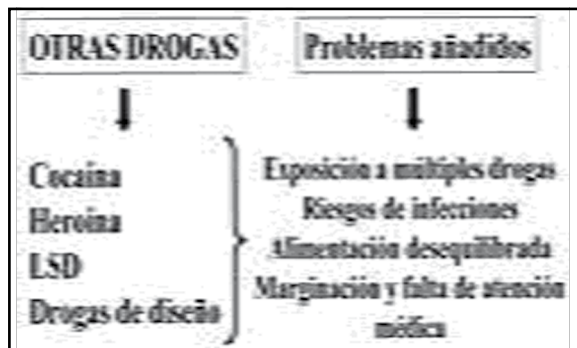 OTRAS DROGAS
Cocaina
Heroina
LSD
Drogas de diseño
Problemas añadidos
Exposición a múltiples drogas
Riesgos de infecciones
Alimentación desequilibrada
Marginación y falta de atención
médica